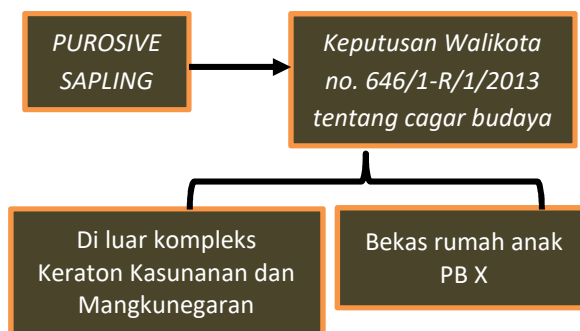 PUROSIVE
SAPLING
Keputusan Walikota
no. 646/1-R/1/2013
tentang cagar budaya
Di luar kompleks
Keraton Kasunanan dan
Mangkunegaran
Bekas rumah anak
PB X